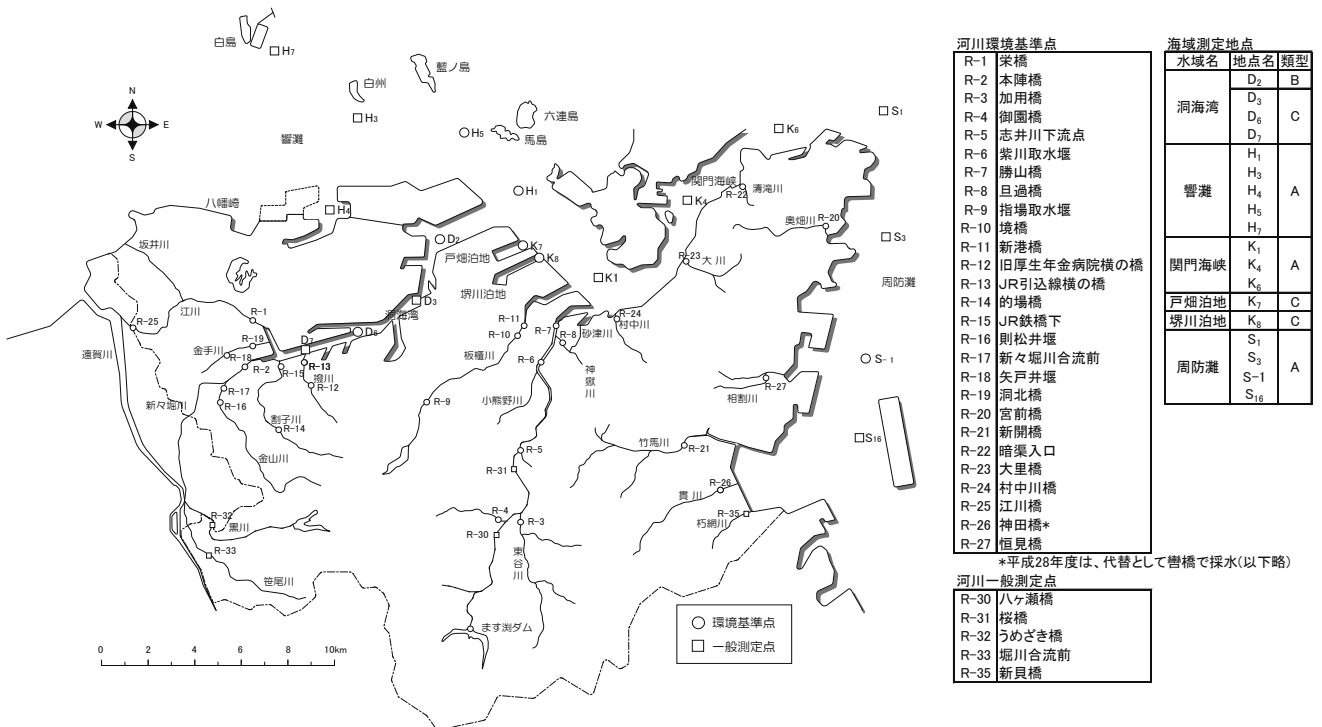 白島
H7
藍ノ島
白州
H3
六連島
馬島
H5
響灘
N
W
E
S
K6
S1
関門海峡
R-22
清滝川
H1
K4
八幡崎
H4
奥畑川
R-20
坂井川
D2
K7
戸畑泊地
K8
S3
R-23
大川
K1
周防灘
堺川泊地
江川
D3
洞海湾
R-1
R-25
R-11
R-7
R-24
村中川
砂津川
R-8
R-10
D6
遠賀川
R-19
金手川
R-18
D7
R-13
板櫃川
R-6
神嶽川
S-1
R-2
R-15
撥川
R-12
R-17
R-27
相割川
新々堀川
R-16
小熊野川
R-9
割子川
R-14
竹馬川
R-21
S16
金山川
R-5
R-31
貫川
R-26
R-32
黒川
R-4
R-3
R-30
R-35
朽網川
R-33
東谷川
笹尾川
ます渕ダム
環境基準点
一般測定点
0 2 4 6 8 10km
河川環境基準点
R-1 栄橋
R-2 本陣橋
R-3 加用橋
R-4 御園橋
R-5 志井川下流点
R-6 紫川取水堰
R-7 勝山橋
R-8 旦過橋
R-9 指場取水堰
R-10 境橋
R-11 新港橋
R-12 旧厚生年金病院横の橋
R-13 JR引込線横の橋
R-14 的場橋
R-15 JR鉄橋下
R-16 則松井堰
R-17 新々堀川合流前
R-18 矢戸井堰
R-19 洞北橋
R-20 宮前橋
R-21 新開橋
R-22 暗渠入口
R-23 大里橋
R-24 村中川橋
R-25 江川橋
R-26 神田橋*
R-27 恒見橋
*平成28年度は、代替として轡橋で採水(以下略)
河川一般測定点
R-30 八ヶ瀬橋
R-31 桜橋
R-32 うめざき橋
R-33 堀川合流前
R-35 新貝橋
海域測定地点
水域名 地点名 類型
洞海湾 D2 B
D3
D6 C
D7
響灘 H1
H3
H4 A
H5
H7
関門海峡 K1
K4 A
K6
戸畑泊地 K7 C
堺川泊地 K8 C
周防灘 S1
S3 A
S-1
S16